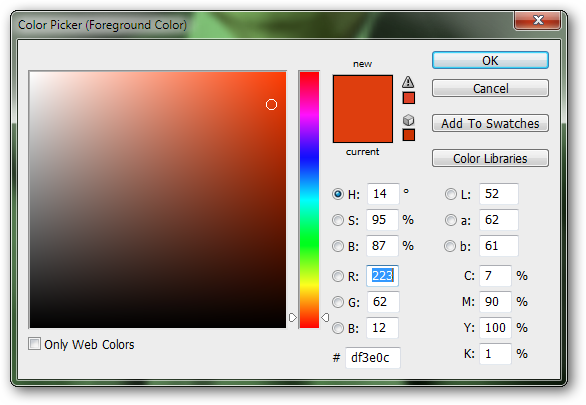 Color Picker (Foreground Color)
new
current
OK
Cancel
Add To Swatches
Color Libraries
H: 14 °
S: 95 %
B: 87 %
R: 223
G: 62
B: 12
# df3e0c
L: 52
a: 62
b: 61
C: 7 %
M: 90 %
Y: 100 %
K: 1 %
Only Web Colors